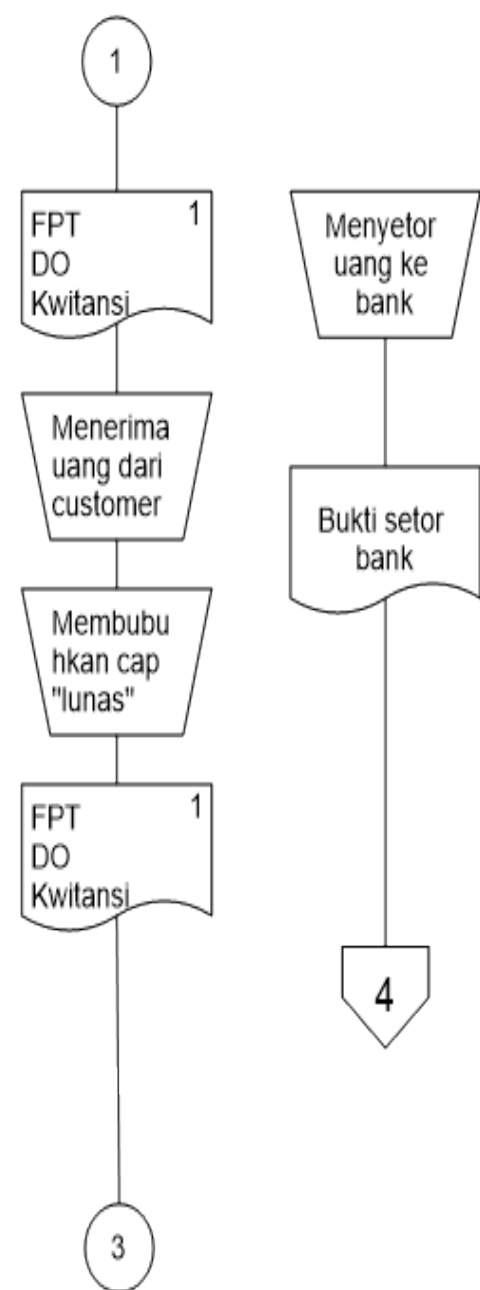 1
FPT 1
DO
Kwitansi
Menerima
uang dari
customer
Membubu
hkan cap
"lunas"
FPT 1
DO
Kwitansi
3
Menyetor
uang ke
bank
Bukti setor
bank
4